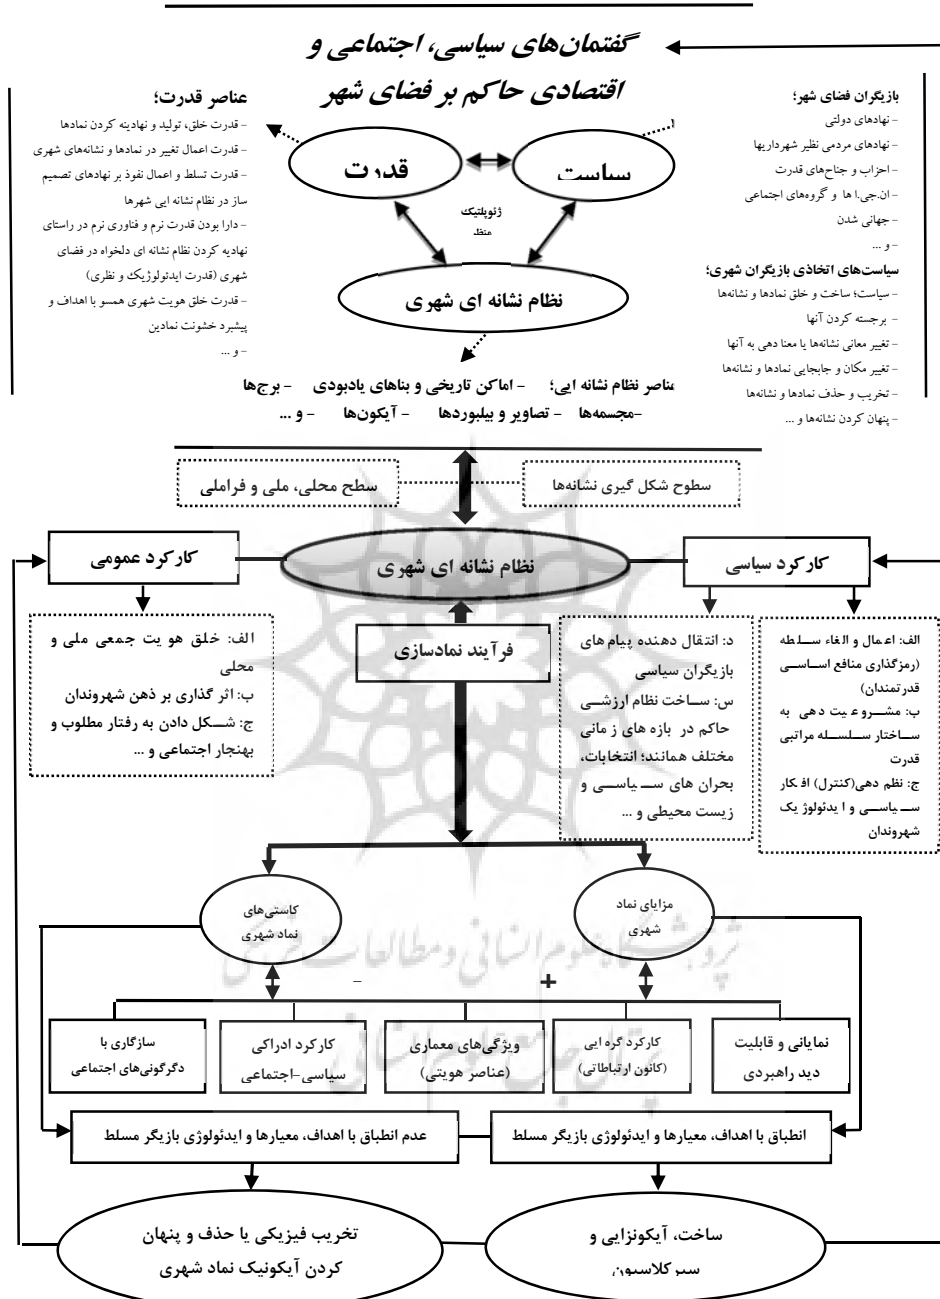 گفتمان‌های سیاسی، اجتماعی و
اقتصادی حاکم بر فضای شهر
بازیگران فضای شهر؛
- نهادهای دولتی
- نهادهای مردمی نظیر شهرداریها
- احزاب و جناح‌های قدرت
- ان.جی.ا ها و گروه‌های اجتماعی
- جهانی شدن
- و ...
سیاست‌های اتخاذی بازیگران شهری؛
- سیاست؛ ساخت و خلق نمادها و نشانه‌ها
- برجسته کردن آنها
- تغییر معانی نشانه‌ها یا معنا دهی به آنها
- تغییر مکان و جابجایی نمادها و نشانه‌ها
- تخریب و حذف نمادها و نشانه‌ها
- پنهان کردن نشانه‌ها و ...
سیاست
قدرت
ژئوپلتیک
نظام نشانه ای شهری
عناصر قدرت؛
- قدرت خلق، تولید و نهادینه کردن نمادها
- قدرت اعمال تغییر در نمادها و نشانه‌های شهری
- قدرت تسلط و اعمال نفوذ بر نهادهای تصمیم
ساز در نظام نشانه ایی شهرها
- دارا بودن قدرت نرم و فناوری نرم در راستای
نهادیه کردن نظام نشانه ای دلخواه در فضای
شهری (قدرت ایدئولوژیک و نظری)
- قدرت خلق هویت شهری همسو با اهداف و
پیشبرد خشونت نمادین
- و ...
عناصر نظام نشانه ایی؛ - اماکن تاریخی و بناهای یادبودی - برج‌ها
-مجسمه‌ها - تصاویر و بیلبوردها - آیکون‌ها - و ...
سطوح شکل گیری نشانه‌ها
سطح محلی، ملی و فراملی
کارکرد سیاسی
نظام نشانه ای شهری
کارکرد عمومی
الف: اعمال و الغاء سلطه
(رمزگذاری منافع اساسی
قدرتمندان)
ب: مشروعیت دهی به
ساختار سلسله مراتبی
قدرت
ج: نظم دهی(کنترل) افکار
سیاسی و ایدئولوژیک
شهروندان
د: انتقال دهنده پیام های
بازیگران سیاسی
س: ساخت نظام ارزشی
حاکم در بازه های زمانی
مختلف همانند؛ انتخابات،
بحران های سیاسی و
زیست محیطی و ...
فرآیند نمادسازی
الف: خلق هویت جمعی ملی و
محلی
ب: اثر گذاری بر ذهن شهروندان
ج: شکل دادن به رفتار مطلوب و
بهنجار اجتماعی و ...
مزایای نماد
شهری
کاستی‌های
نماد شهری
+
-
پژوهشگاه علوم انسانی و مطالعات فرهنگی
پرتال جامع علوم انسانی
نمایانی و قابلیت
دید راهبردی
کارکرد گره ایی
(کانون ارتباطاتی)
ویژگی‌های معماری
(عناصر هویتی)
کارکرد ادراکی
سیاسی-اجتماعی
سازگاری با
دگرگونی‌های اجتماعی
انطباق با اهداف، معیارها و ایدئولوژی بازیگر مسلط
عدم انطباق با اهداف، معیارها و ایدئولوژی بازیگر مسلط
ساخت، آیکونزایی و
سیرکلاسیون
تخریب فیزیکی یا حذف و پنهان
کردن آیکونیک نماد شهری